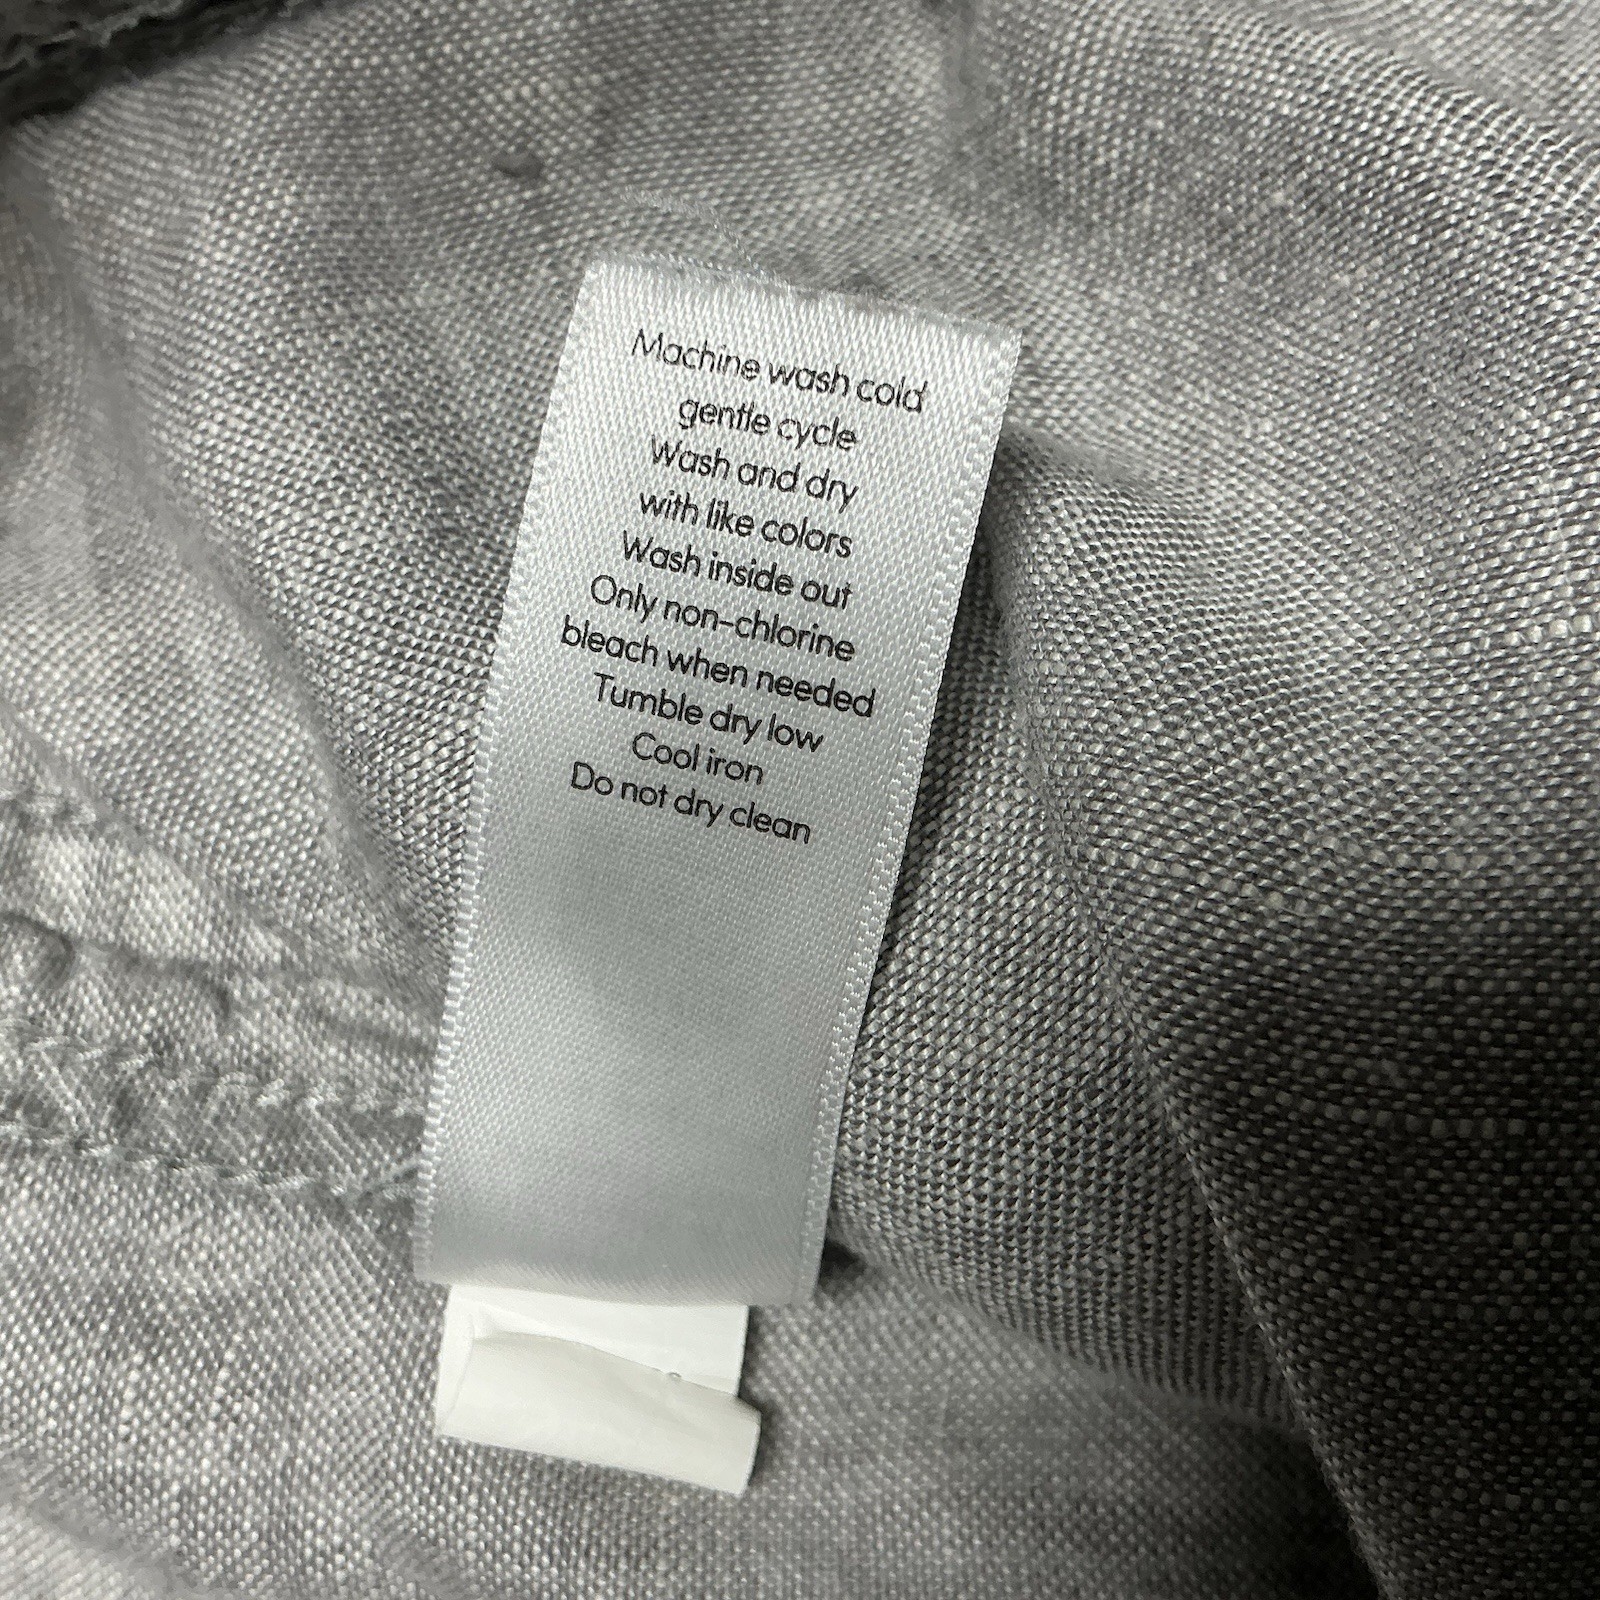 Machine wash cold
gentle cycle
Wash and dry
with like colors
Wash inside out
Only non-chlorine
bleach when needed
Tumble dry low
Cool iron
Do not dry clean